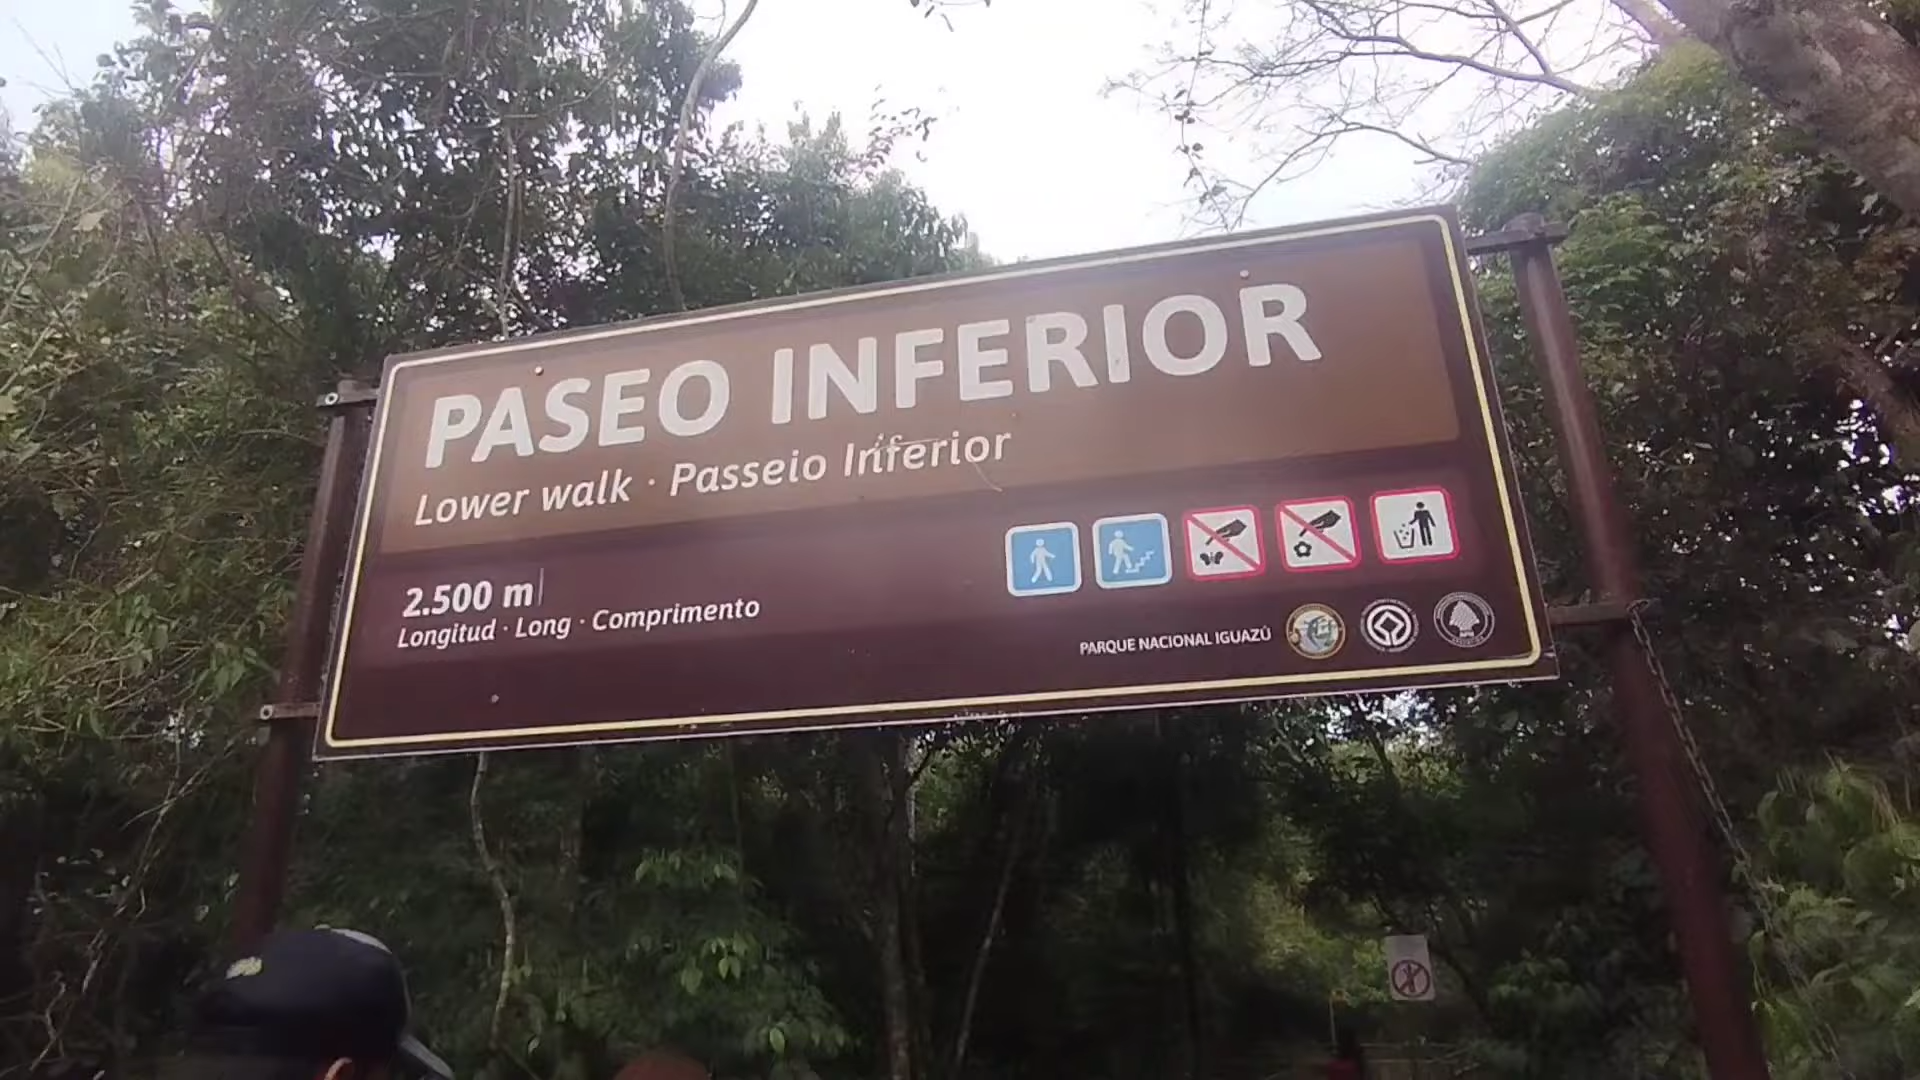 PASEO INFERIOR
Lower walk · Passeio Inferior
2.500 m
Longitud · Long · Comprimento
PARQUE NACIONAL IGUAZÚ